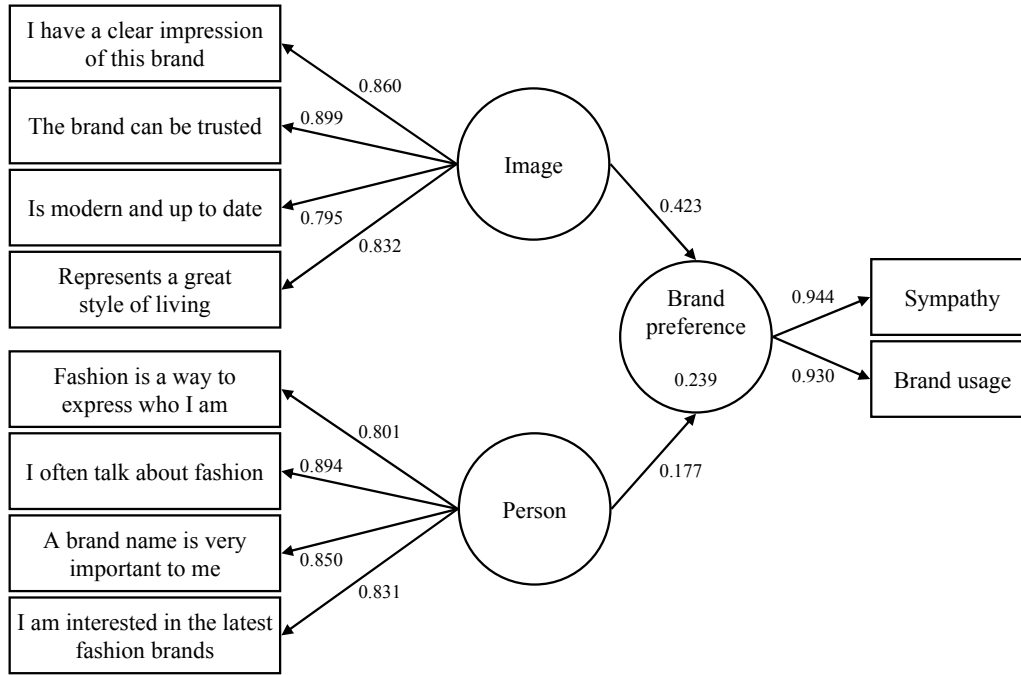 I have a clear impression
of this brand
The brand can be trusted
Is modern and up to date
Represents a great
style of living
0.860
0.899
0.795
0.832
Image
0.423
Fashion is a way to
express who I am
I often talk about fashion
A brand name is very
important to me
I am interested in the latest
fashion brands
0.801
0.894
0.850
0.831
Person
0.177
Brand
preference
0.239
0.944
0.930
Sympathy
Brand usage